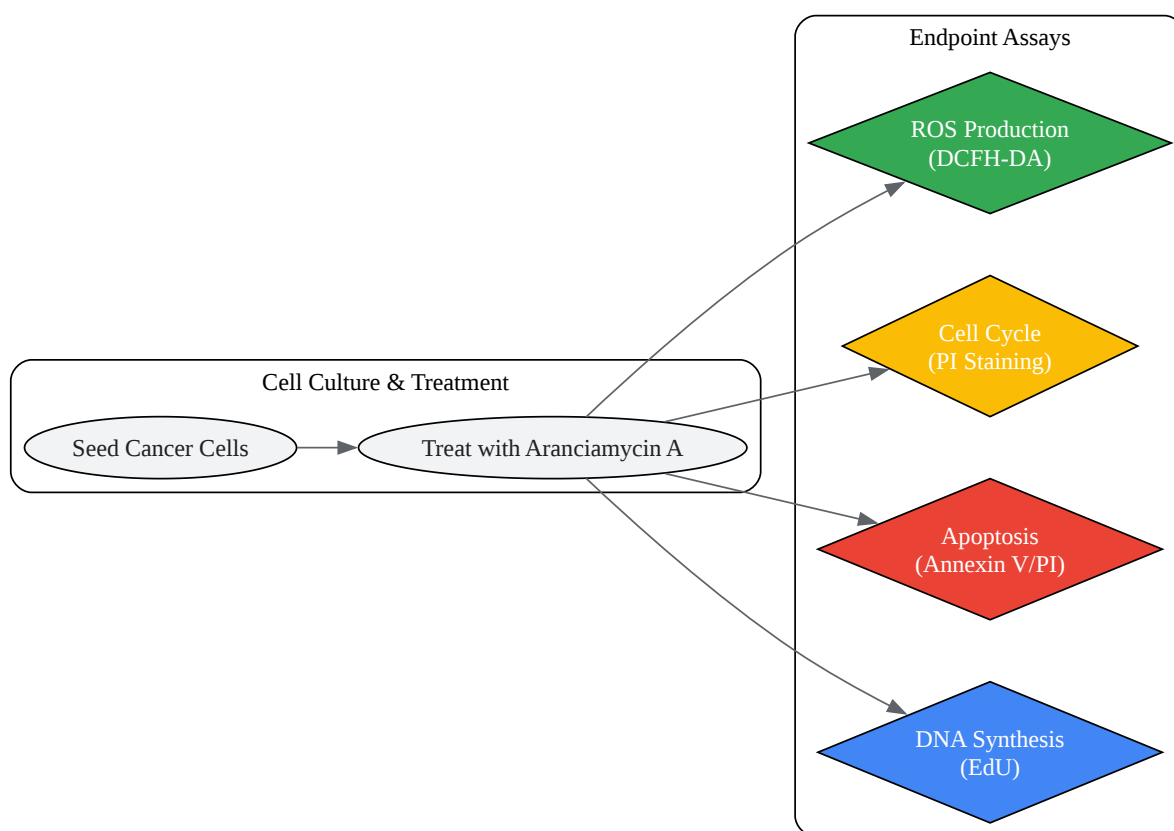 Endpoint Assays
ROS Production
(DCFH-DA)
Cell Cycle
(PI Staining)
Cell Culture & Treatment
Seed Cancer Cells
Treat with Aranciamycin A
Apoptosis
(Annexin V/PI)
DNA Synthesis
(EdU)